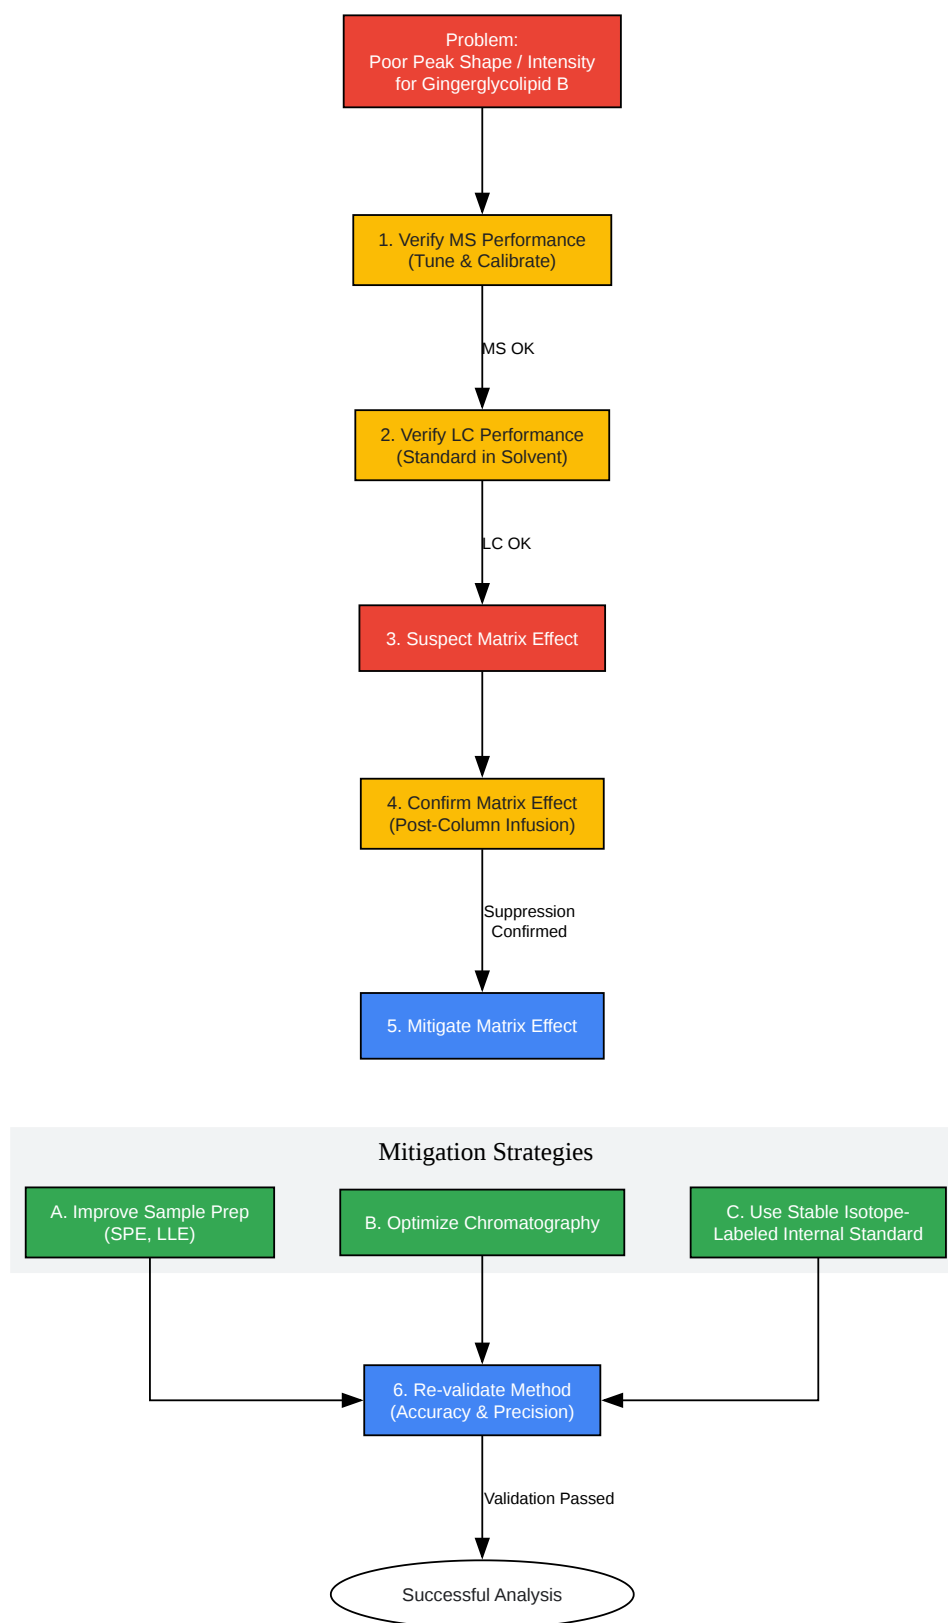 Problem:
Poor Peak Shape / Intensity
for Gingerglycolipid B
1. Verify MS Performance
(Tune & Calibrate)
MS OK
2. Verify LC Performance
(Standard in Solvent)
LC OK
3. Suspect Matrix Effect
4. Confirm Matrix Effect
(Post-Column Infusion)
Suppression
Confirmed
5. Mitigate Matrix Effect
Mitigation Strategies
A. Improve Sample Prep
(SPE, LLE)
B. Optimize Chromatography
C. Use Stable Isotope-
Labeled Internal Standard
6. Re-validate Method
(Accuracy & Precision)
Validation Passed
Successful Analysis